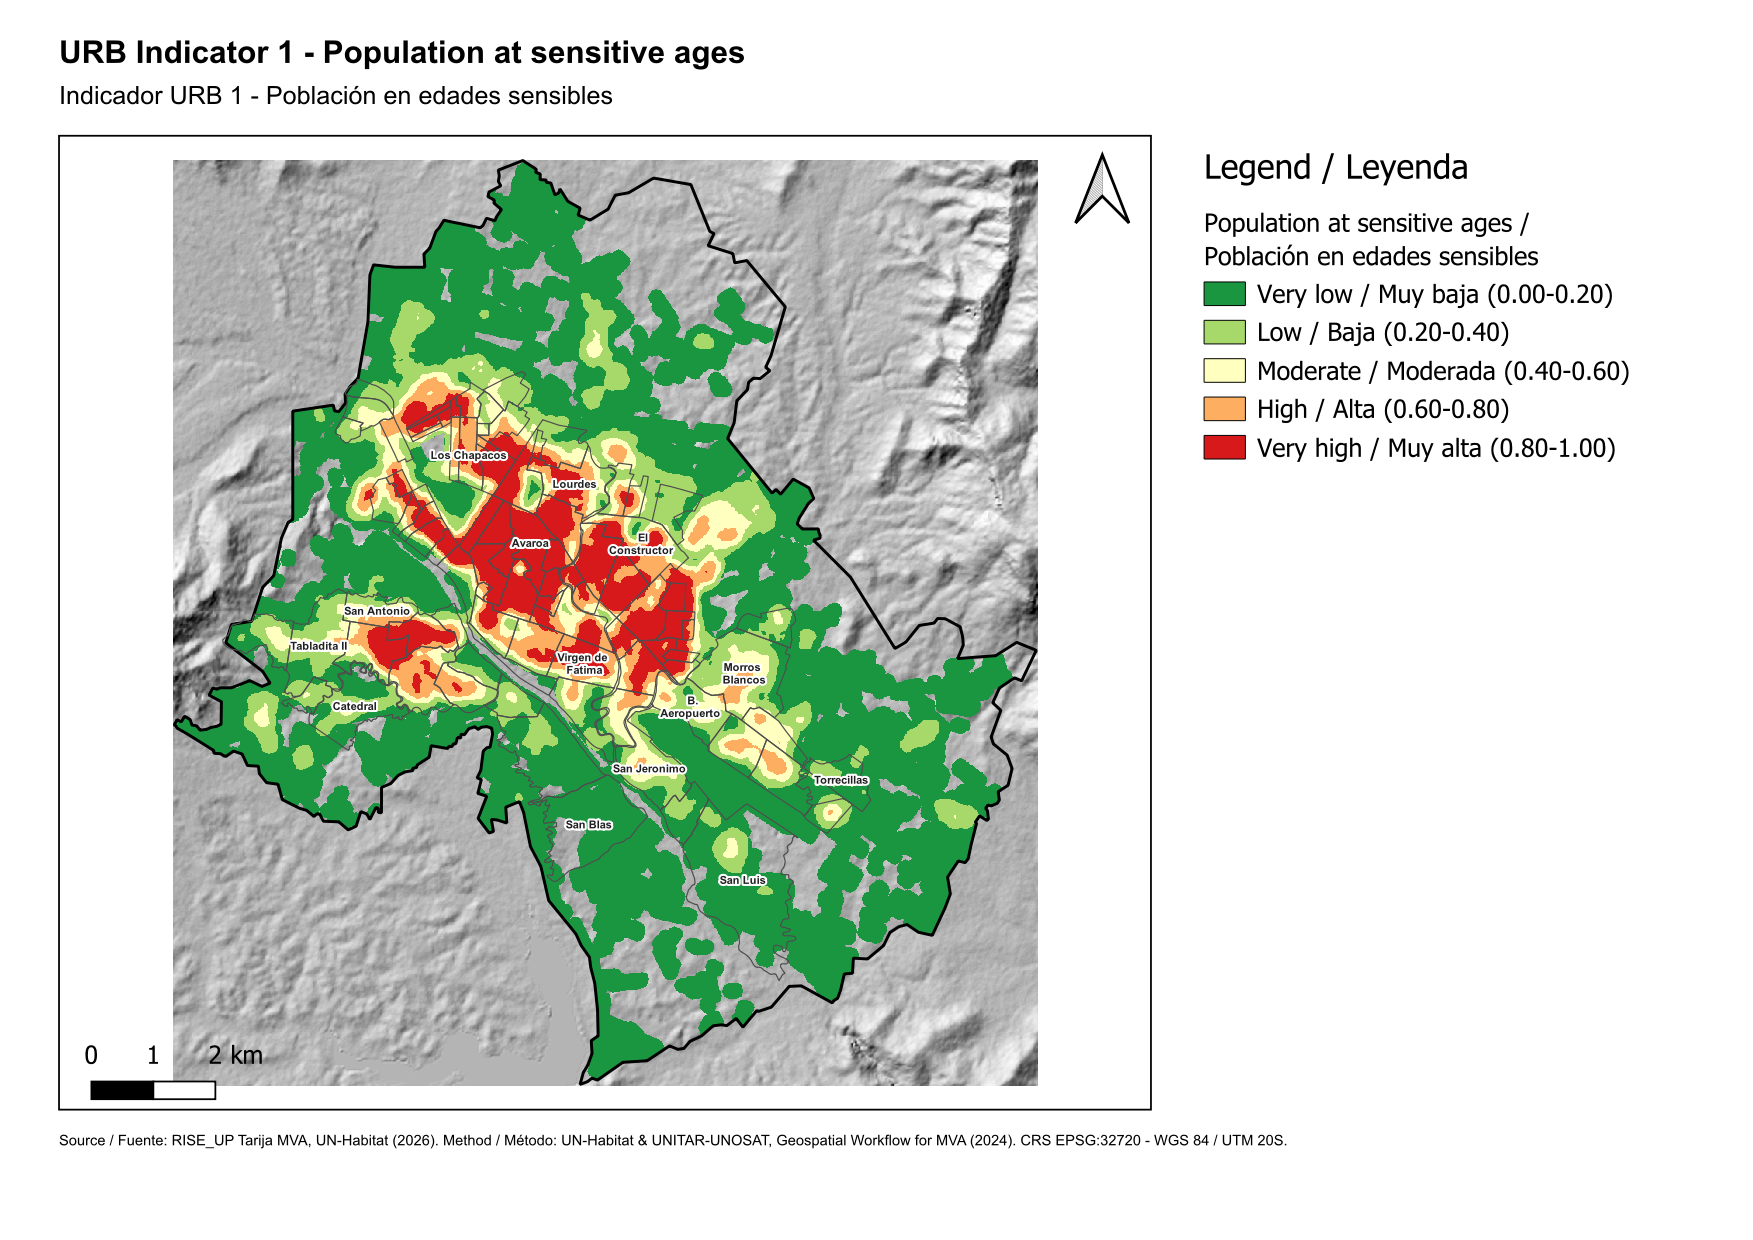 URB Indicator 1 - Population at sensitive ages
Indicador URB 1 - Población en edades sensibles
Legend / Leyenda
Population at sensitive ages /
Población en edades sensibles
Very low / Muy baja (0.00-0.20)
Low / Baja (0.20-0.40)
Moderate / Moderada (0.40-0.60)
High / Alta (0.60-0.80)
Very high / Muy alta (0.80-1.00)
Los Chapacos
Lourdes
Avaroa
El
Constructor
San Antonio
Tabladita II
Virgen de
Fatima
Morros
Blancos
Catedral
B.
Aeropuerto
San Jeronimo
Torrecillas
San Blas
San Luis
0 1 2 km
Source / Fuente: RISE_UP Tarija MVA, UN-Habitat (2026). Method / Método: UN-Habitat & UNITAR-UNOSAT, Geospatial Workflow for MVA (2024). CRS EPSG:32720 - WGS 84 / UTM 20S.